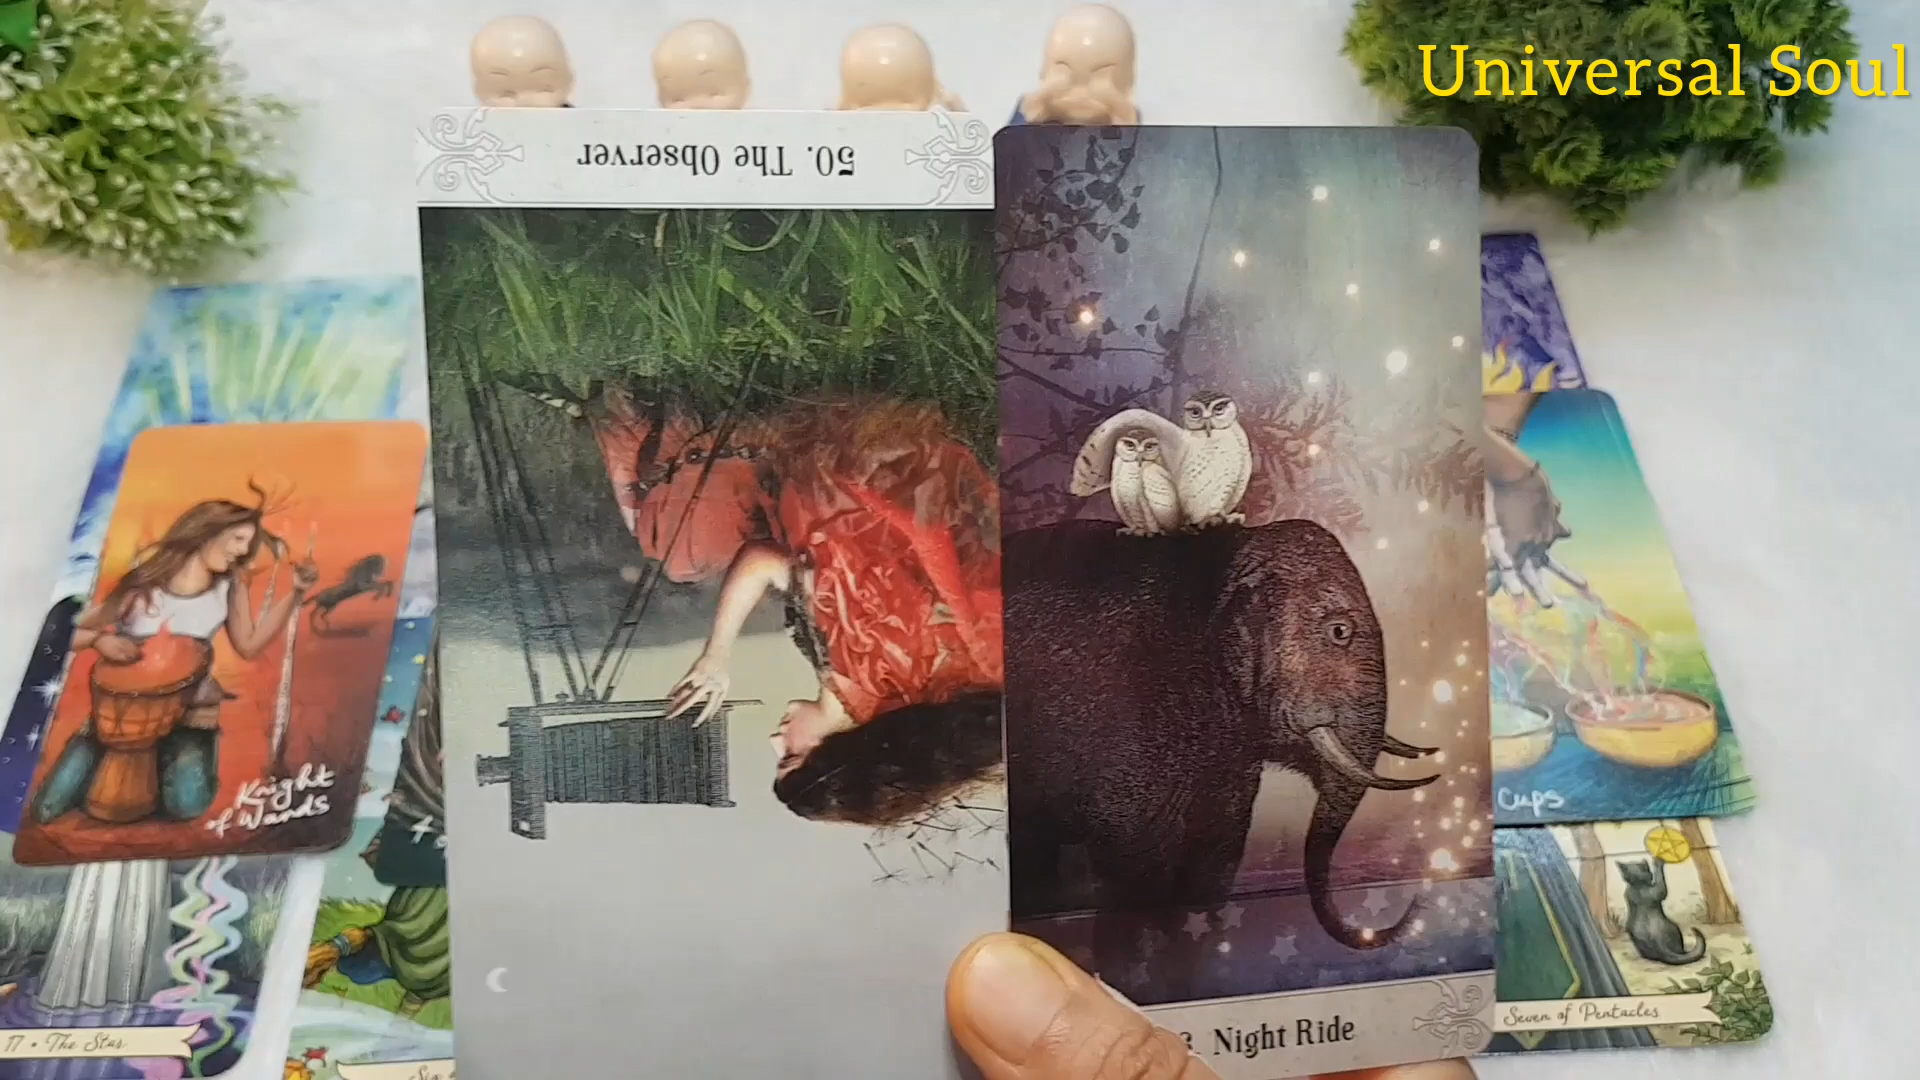 Universal Soul
50. The Observer
Knight
of Wands
Cups
17 • The Star
Night Ride
Seven of Pentacles